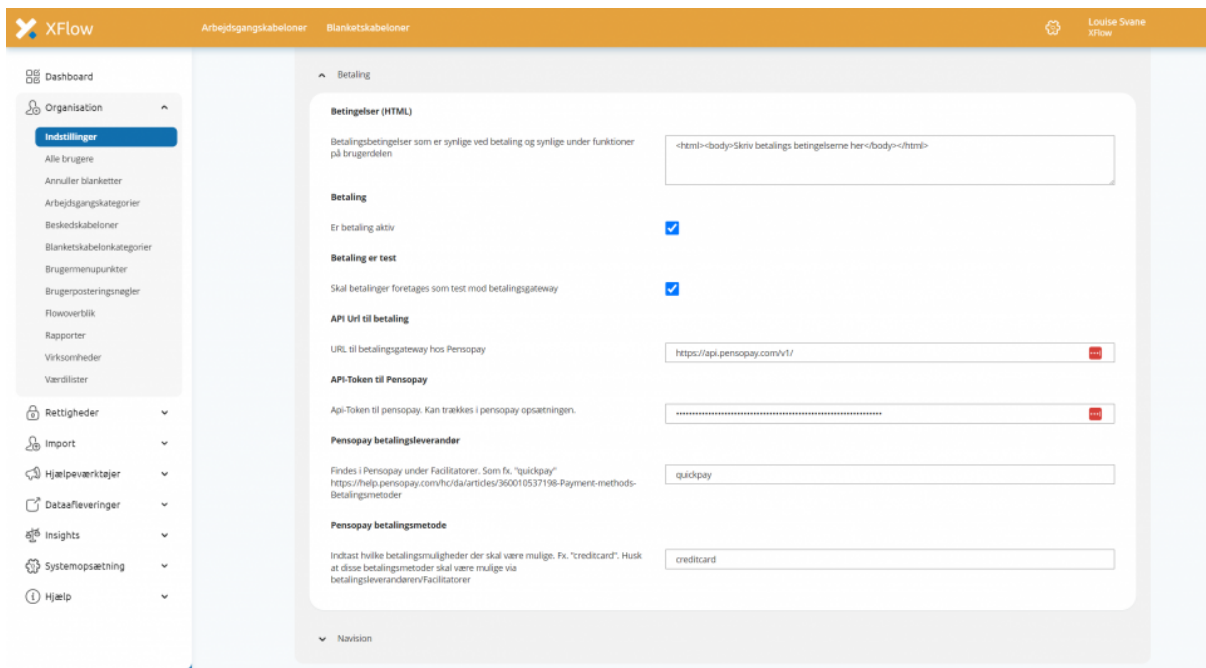 XFlow
Arbejdsgangskabeloner
Blanketskabeloner
Louise Svane
XFlow
Dashboard
Organisation
Indstillinger
Alle brugere
Annuller blanketter
Arbejdsgangskategorier
Beskedskabeloner
Blanketskabelonkategorier
Brugermenupunkter
Brugerposteringsnøgler
Flowoverblik
Rapporter
Virksomheder
Værdilister
Rettigheder
Import
Hjælpeværktøjer
Dataafleveringer
Insights
Systemopsætning
Hjælp
Betaling
Betingelser (HTML)
Betalingsbetingelser som er synlige ved betaling og synlige under funktioner
på brugerdelen
<html><body>Skriv betalings betingelserne her</body></html>
Betaling
Er betaling aktiv
Betaling er test
Skal betalinger foretages som test mod betalingsgateway
API Url til betaling
URL til betalingsgateway hos Pensopay
https://api.pensopay.com/v1/
API-Token til Pensopay
Api-Token til pensopay. Kan trækkes i pensopay opsætningen.
Pensopay betalingsleverandør
Findes i Pensopay under Facilitatorer. Som fx. "quickpay"
https://help.pensopay.com/hc/da/articles/360010537198-Payment-methods-
Betalingsmetoder
quickpay
Pensopay betalingsmetode
Indtast hvilke betalingsmuligheder der skal være mulige. Fx. "creditcard". Husk
at disse betalingsmetoder skal være mulige via
betalingsleverandøren/Facilitatorer
creditcard
Navision